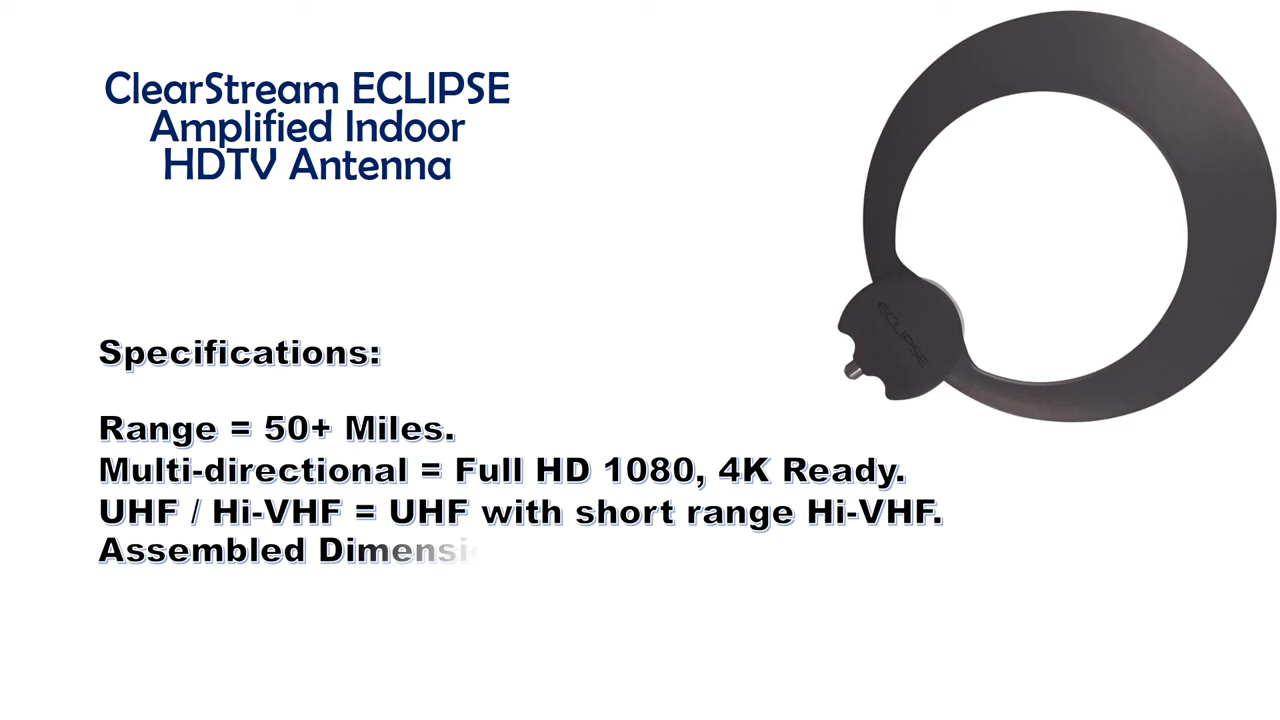 ClearStream ECLIPSE
Amplified Indoor
HDTV Antenna
ECLIPSE
Specifications:
Range = 50+ Miles.
Multi-directional = Full HD 1080, 4K Ready.
UHF / Hi-VHF = UHF with short range Hi-VHF.
Assembled